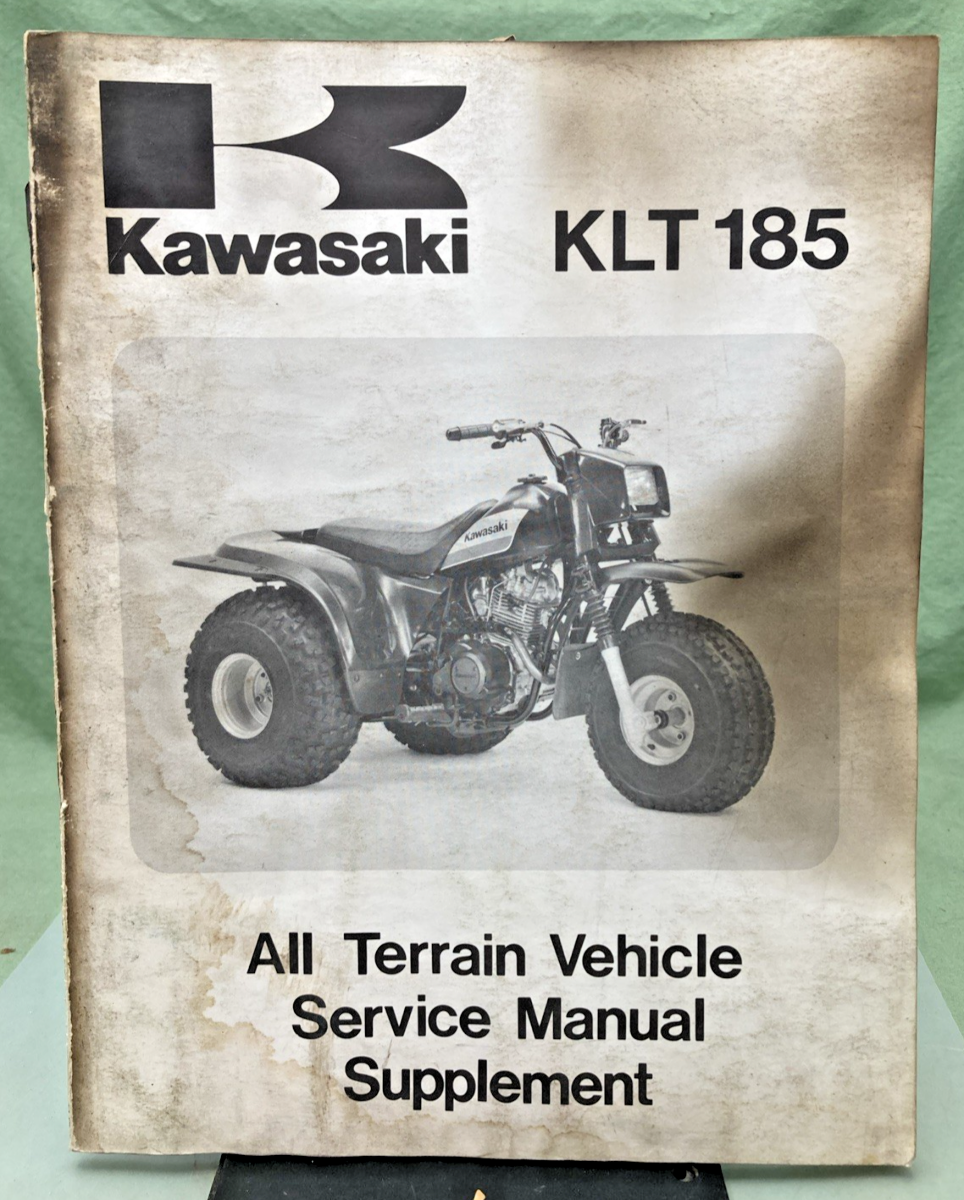 Kawasaki
KLT 185
Kawasaki
All Terrain Vehicle
Service Manual
Supplement